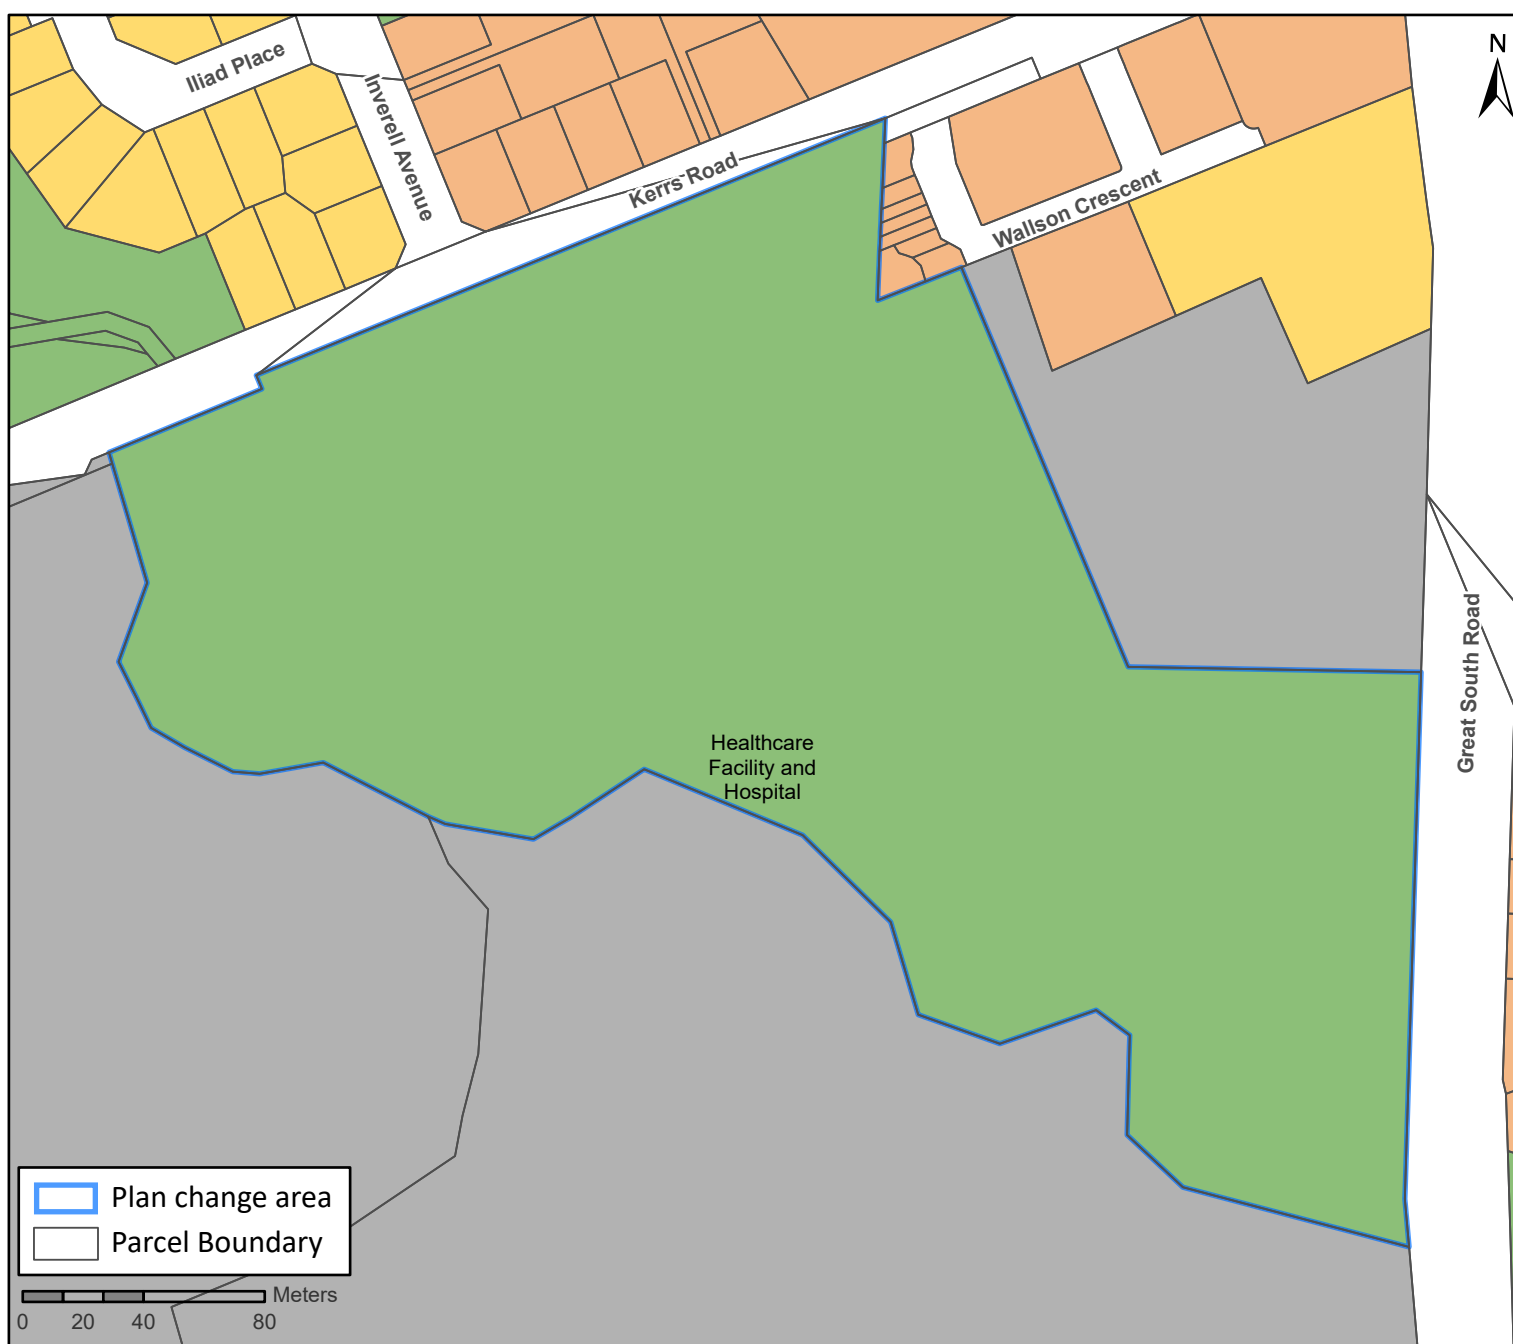 N
Iliad Place
Inverell Avenue
Kerrs Road
Wallson Crescent
Great South Road
Healthcare
Facility and
Hospital
Plan change area
Parcel Boundary
Meters
0 20 40 80